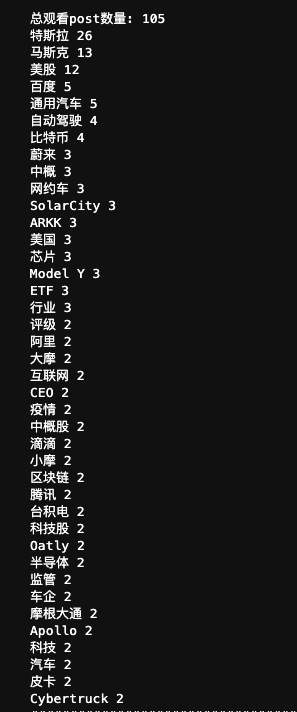 总观看post数量: 105
特斯拉 26
马斯克 13
美股 12
百度 5
通用汽车 5
自动驾驶 4
比特币 4
蔚来 3
中概 3
网约车 3
SolarCity 3
ARKK 3
美国 3
芯片 3
Model Y 3
ETF 3
行业 3
评级 2
阿里 2
大摩 2
互联网 2
CEO 2
疫情 2
中概股 2
滴滴 2
小摩 2
区块链 2
腾讯 2
台积电 2
科技股 2
Oatly 2
半导体 2
监管 2
车企 2
摩根大通 2
Apollo 2
科技 2
汽车 2
皮卡 2
Cybertruck 2